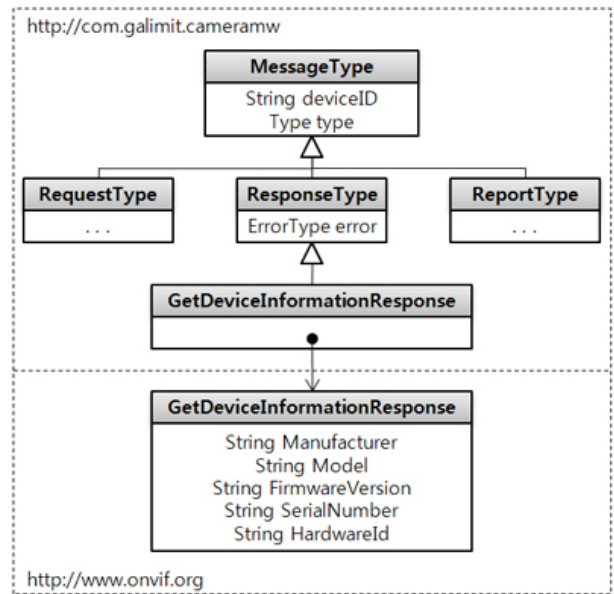 http://com.galimit.cameramw
MessageType
String deviceID
Type type
RequestType
. . .
ResponseType
ErrorType error
ReportType
. . .
GetDeviceInformationResponse
GetDeviceInformationResponse
String Manufacturer
String Model
String FirmwareVersion
String SerialNumber
String HardwareId
http://www.onvif.org